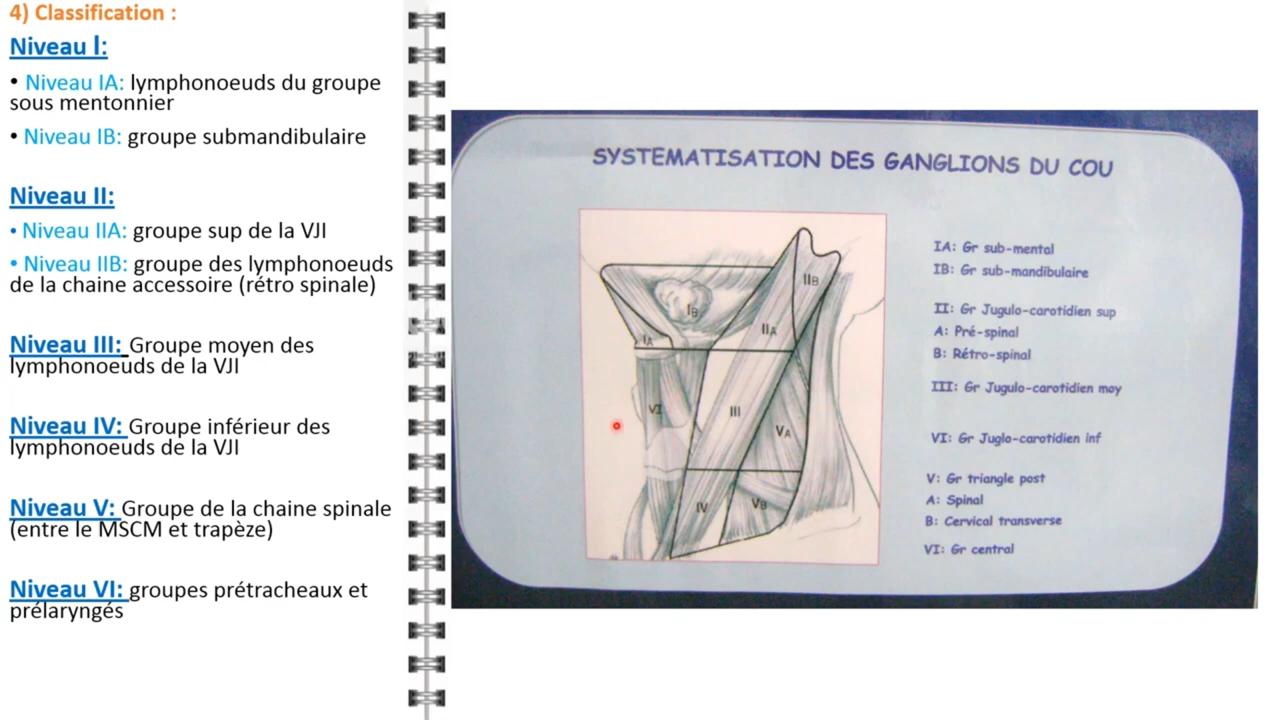 4) Classification :
Niveau I:
• Niveau IA: lymphonoeuds du groupe
sous mentonnier
• Niveau IB: groupe submandibulaire
Niveau II:
• Niveau IIA: groupe sup de la VJI
• Niveau IIB: groupe des lymphonoeuds
de la chaine accessoire (rétro spinale)
Niveau III: Groupe moyen des
lymphonoeuds de la VJI
Niveau IV: Groupe inférieur des
lymphonoeuds de la VJI
Niveau V: Groupe de la chaine spinale
(entre le MSCM et trapèze)
Niveau VI: groupes prétracheaux et
prélaryngés
SYSTEMATISATION DES GANGLIONS DU COU
IIB
IB
IIA
IA
VI
III
VA
IV
VB
IA: Gr sub-mental
IB: Gr sub-mandibulaire
II: Gr Jugulo-carotidien sup
A: Pré-spinal
B: Rétro-spinal
III: Gr Jugulo-carotidien moy
VI: Gr Juglo-carotidien inf
V: Gr triangle post
A: Spinal
B: Cervical transverse
VI: Gr central